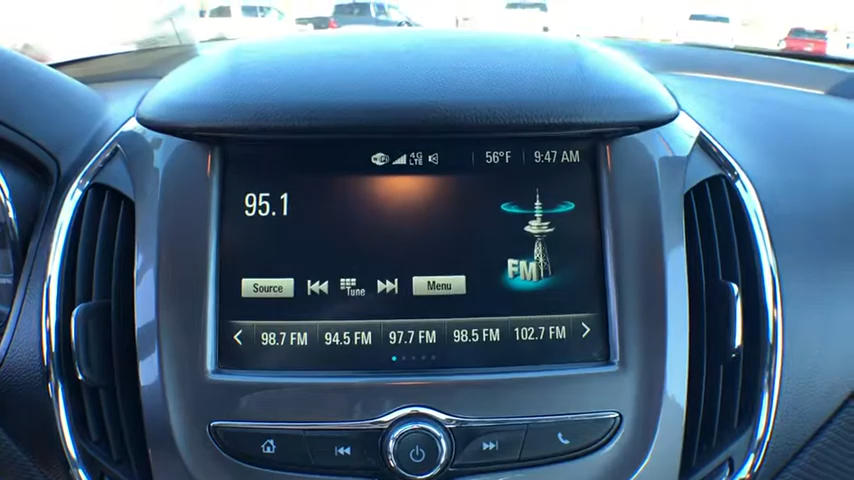 4G LTE 56°F 9:47 AM
95.1
FM
Source Tune Menu
98.7 FM 94.5 FM 97.7 FM 98.5 FM 102.7 FM